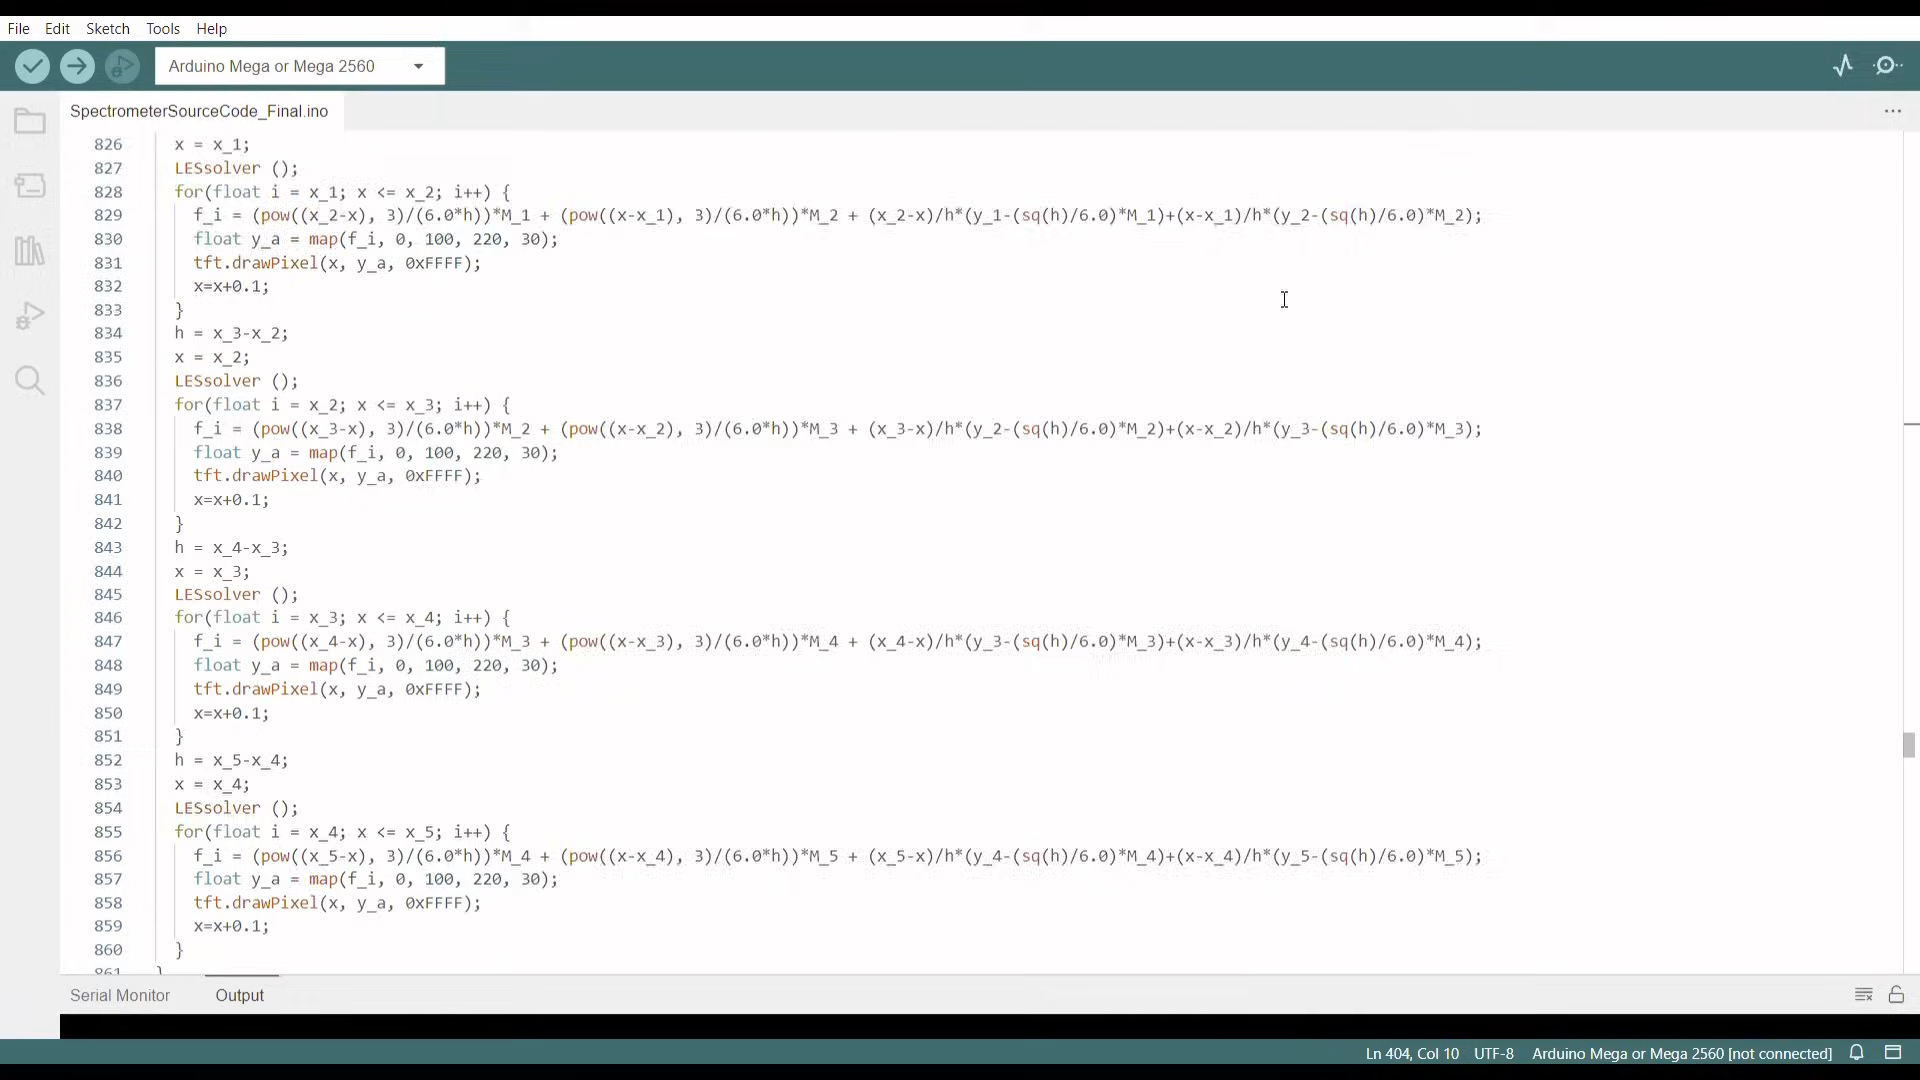 File Edit Sketch Tools Help
Arduino Mega or Mega 2560
SpectrometerSourceCode_Final.ino
826 x = x_1;
827 LESsolver ();
828 for(float i = x_1; x <= x_2; i++) {
829 f_i = (pow((x_2-x), 3)/(6.0*h))*M_1 + (pow((x-x_1), 3)/(6.0*h))*M_2 + (x_2-x)/h*(y_1-(sq(h)/6.0)*M_1)+(x-x_1)/h*(y_2-(sq(h)/6.0)*M_2);
830 float y_a = map(f_i, 0, 100, 220, 30);
831 tft.drawPixel(x, y_a, 0xFFFF);
832 x=x+0.1;
833 }
834 h = x_3-x_2;
835 x = x_2;
836 LESsolver ();
837 for(float i = x_2; x <= x_3; i++) {
838 f_i = (pow((x_3-x), 3)/(6.0*h))*M_2 + (pow((x-x_2), 3)/(6.0*h))*M_3 + (x_3-x)/h*(y_2-(sq(h)/6.0)*M_2)+(x-x_2)/h*(y_3-(sq(h)/6.0)*M_3);
839 float y_a = map(f_i, 0, 100, 220, 30);
840 tft.drawPixel(x, y_a, 0xFFFF);
841 x=x+0.1;
842 }
843 h = x_4-x_3;
844 x = x_3;
845 LESsolver ();
846 for(float i = x_3; x <= x_4; i++) {
847 f_i = (pow((x_4-x), 3)/(6.0*h))*M_3 + (pow((x-x_3), 3)/(6.0*h))*M_4 + (x_4-x)/h*(y_3-(sq(h)/6.0)*M_3)+(x-x_3)/h*(y_4-(sq(h)/6.0)*M_4);
848 float y_a = map(f_i, 0, 100, 220, 30);
849 tft.drawPixel(x, y_a, 0xFFFF);
850 x=x+0.1;
851 }
852 h = x_5-x_4;
853 x = x_4;
854 LESsolver ();
855 for(float i = x_4; x <= x_5; i++) {
856 f_i = (pow((x_5-x), 3)/(6.0*h))*M_4 + (pow((x-x_4), 3)/(6.0*h))*M_5 + (x_5-x)/h*(y_4-(sq(h)/6.0)*M_4)+(x-x_4)/h*(y_5-(sq(h)/6.0)*M_5);
857 float y_a = map(f_i, 0, 100, 220, 30);
858 tft.drawPixel(x, y_a, 0xFFFF);
859 x=x+0.1;
860 }
861 }
Serial Monitor Output
Ln 404, Col 10 UTF-8 Arduino Mega or Mega 2560 [not connected]